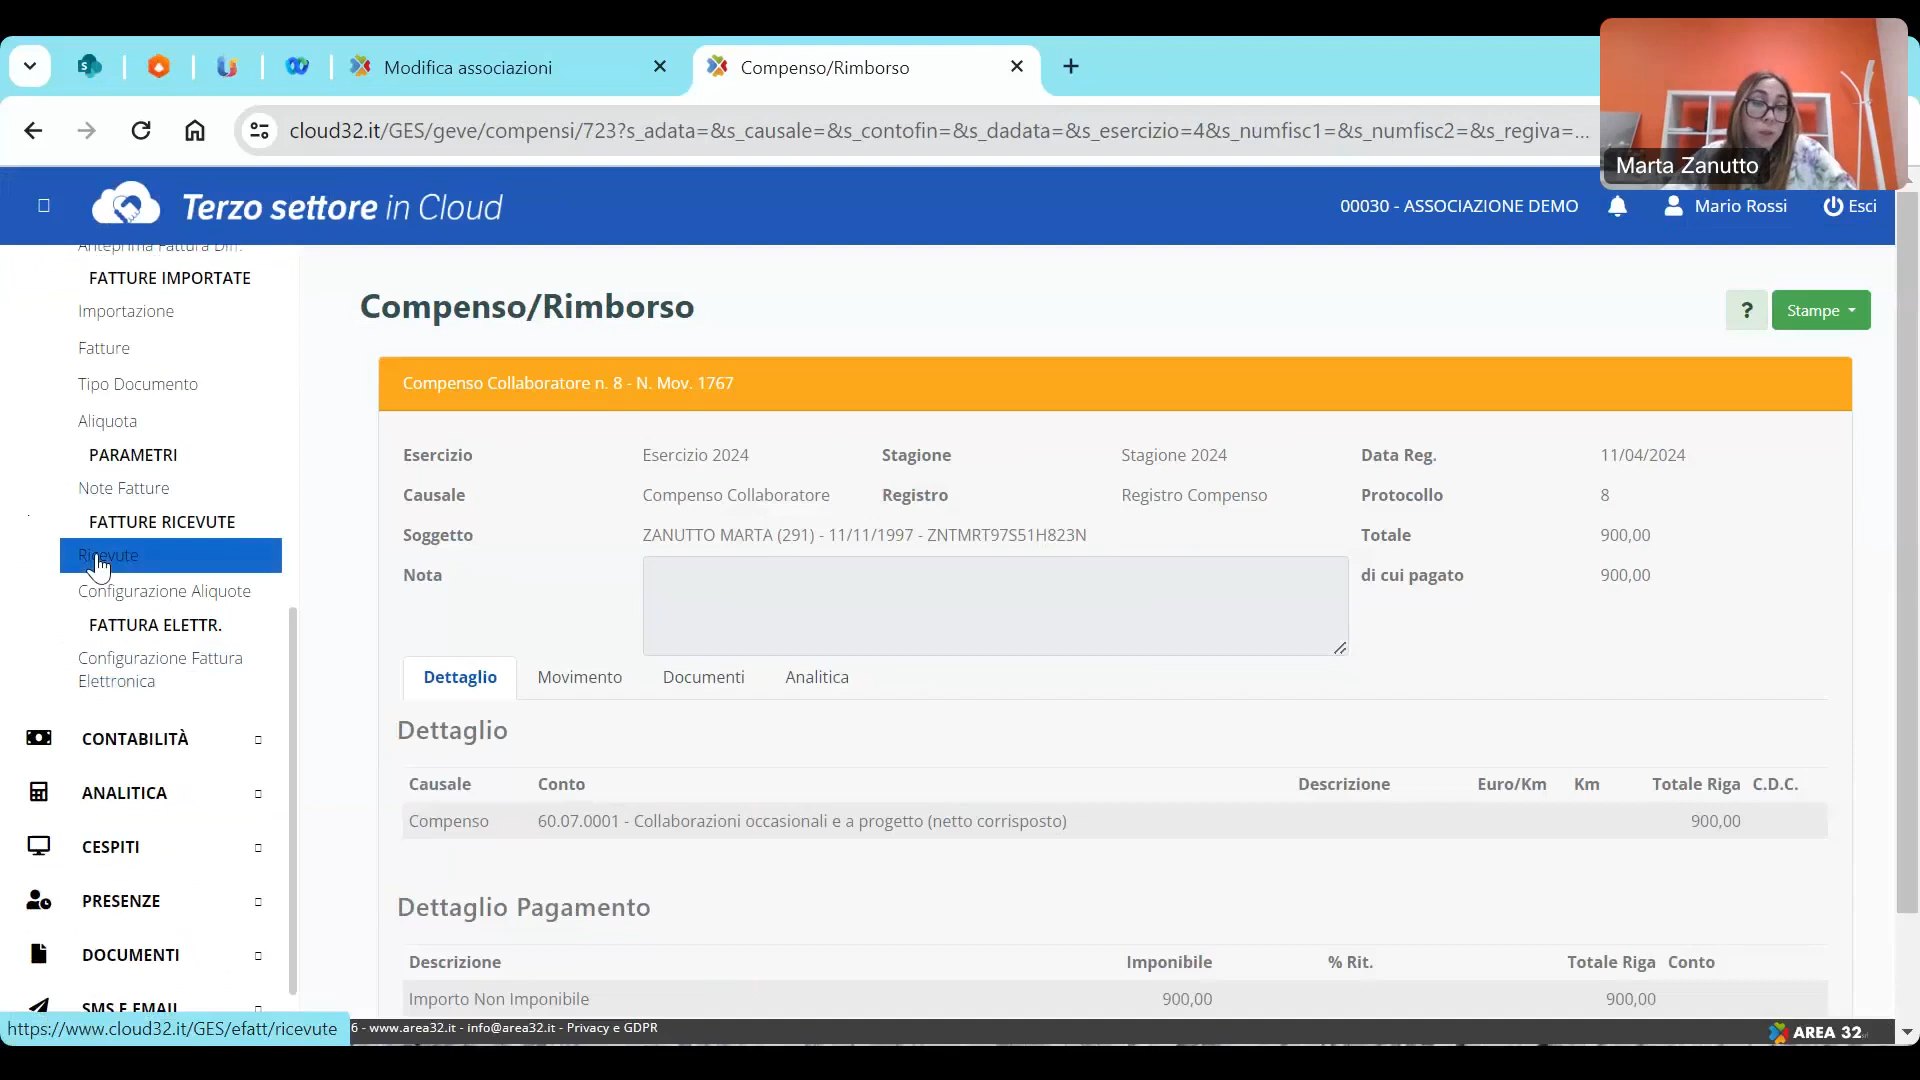 Modifica associazioni
Compenso/Rimborso
cloud32.it/GES/geve/compensi/723?s_adata=&s_causale=&s_contofin=&s_dadata=&s_esercizio=4&s_numfisc1=&s_numfisc2=&s_regiva=...
Marta Zanutto
Terzo settore in Cloud
00030 - ASSOCIAZIONE DEMO
Mario Rossi
Esci
Anteprima Fattura Diff.
FATTURE IMPORTATE
Importazione
Fatture
Tipo Documento
Aliquota
PARAMETRI
Note Fatture
FATTURE RICEVUTE
Ricevute
Configurazione Aliquote
FATTURA ELETTR.
Configurazione Fattura
Elettronica
CONTABILITÀ
ANALITICA
CESPITI
PRESENZE
DOCUMENTI
SMS E EMAIL
Compenso/Rimborso
?
Stampe
Compenso Collaboratore n. 8 - N. Mov. 1767
Esercizio Esercizio 2024 Stagione Stagione 2024 Data Reg. 11/04/2024
Causale Compenso Collaboratore Registro Registro Compenso Protocollo 8
Soggetto ZANUTTO MARTA (291) - 11/11/1997 - ZNTMRT97S51H823N Totale 900,00
Nota di cui pagato 900,00
Dettaglio Movimento Documenti Analitica
Dettaglio
Causale Conto Descrizione Euro/Km Km Totale Riga C.D.C.
Compenso 60.07.0001 - Collaborazioni occasionali e a progetto (netto corrisposto) 900,00
Dettaglio Pagamento
Descrizione Imponibile % Rit. Totale Riga Conto
Importo Non Imponibile 900,00 900,00
https://www.cloud32.it/GES/efatt/ricevute
6 - www.area32.it - info@area32.it - Privacy e GDPR
AREA 32